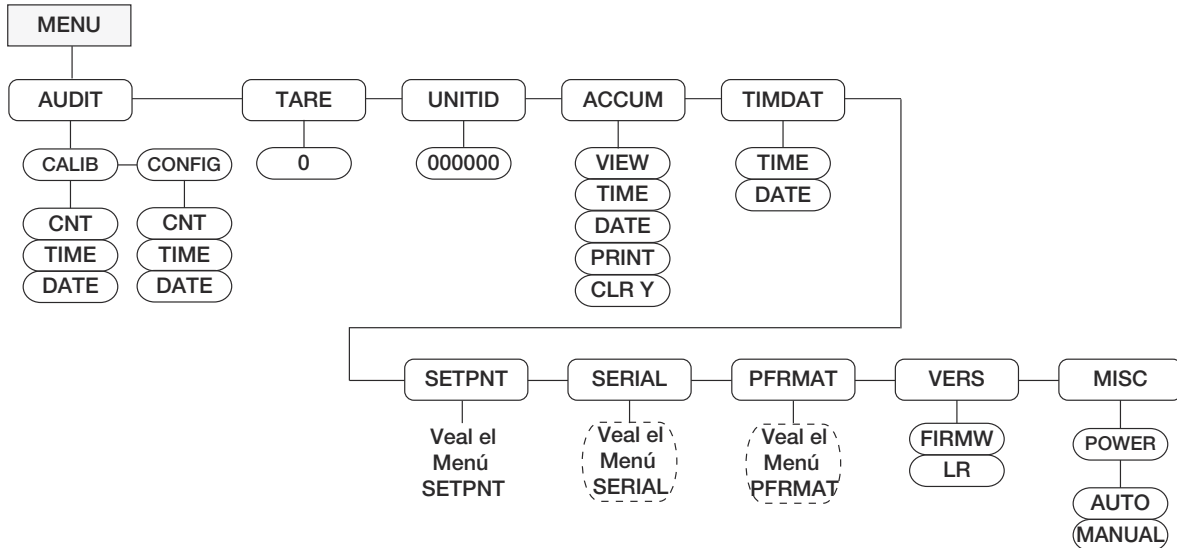 MENU
AUDIT
TARE
UNITID
ACCUM
TIMDAT
CALIB
CONFIG
0
000000
VIEW
TIME
CNT
CNT
TIME
DATE
TIME
TIME
DATE
DATE
DATE
PRINT
CLR Y
SETPNT
SERIAL
PFRMAT
VERS
MISC
Veal el
Menú
SETPNT
Veal el
Menú
SERIAL
Veal el
Menú
PFRMAT
FIRMW
LR
POWER
AUTO
MANUAL